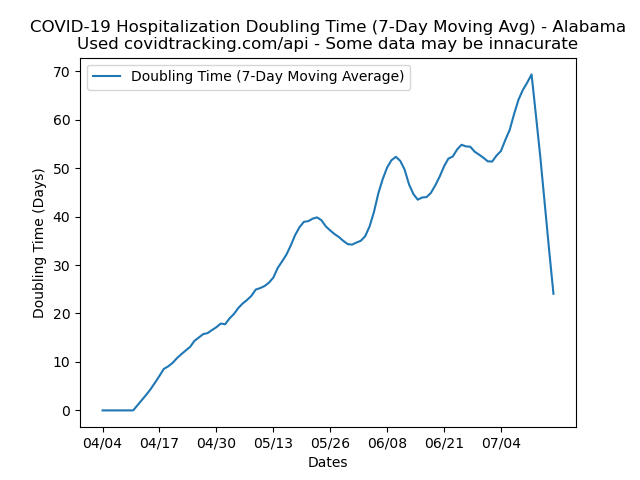 COVID-19 Hospitalization Doubling Time (7-Day Moving Avg) - Alabama
Used covidtracking.com/api - Some data may be innacurate
Doubling Time (7-Day Moving Average)
70
60
50
40
30
20
10
0
Doubling Time (Days)
04/04 04/17 04/30 05/13 05/26 06/08 06/21 07/04
Dates